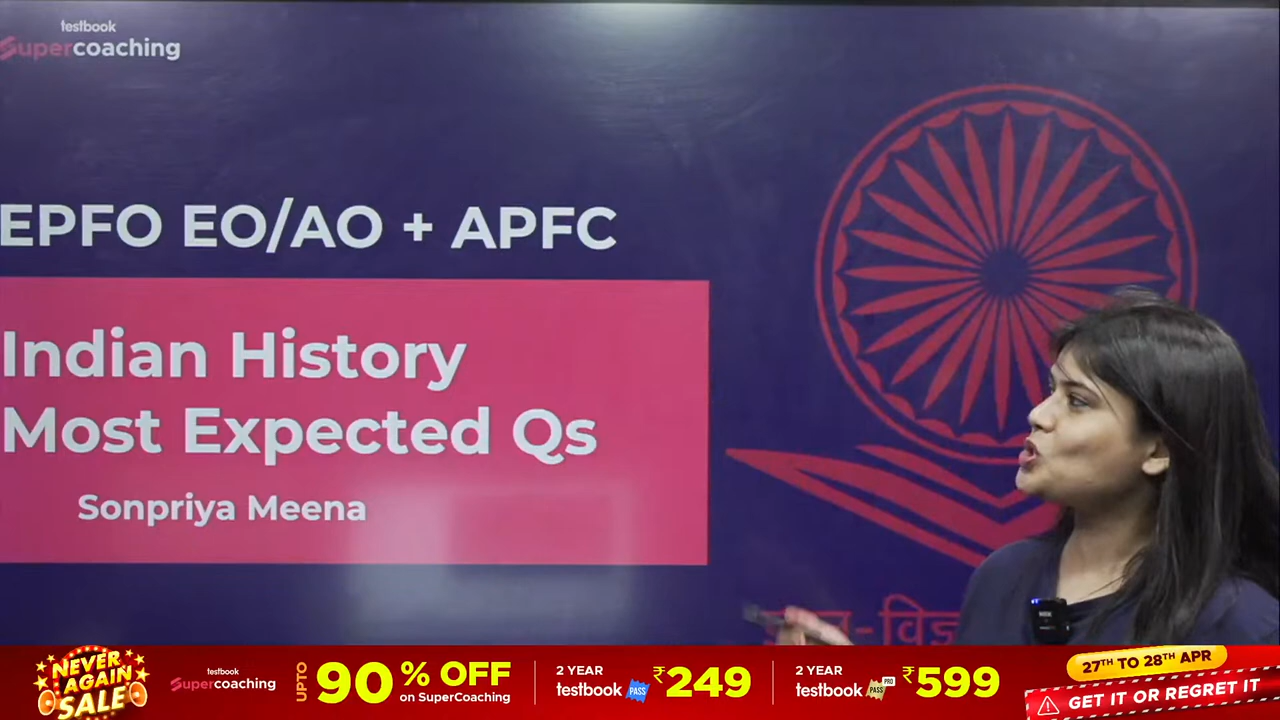 testbook
Supercoaching
EPFO EO/AO + APFC
Indian History
Most Expected Qs
Sonpriya Meena
NEVER
AGAIN
SALE
testbook
Supercoaching
UPTO
90% OFF
on SuperCoaching
2 YEAR
testbook PASS
₹249
2 YEAR
testbook PASS PRO
₹599
27TH TO 28TH APR
GET IT OR REGRET IT